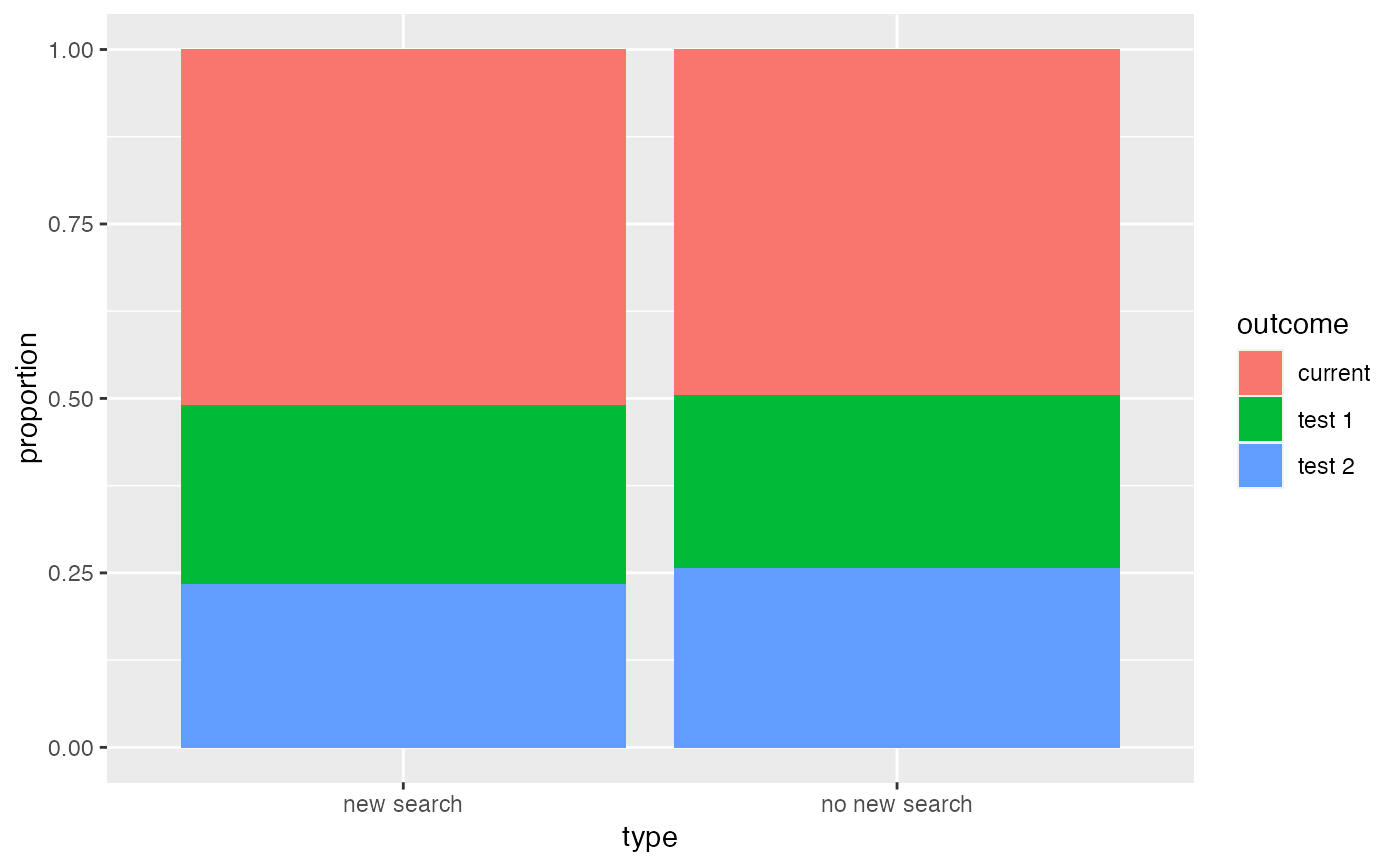 1.00
0.75
0.50
0.25
0.00
proportion
new search
no new search
type
outcome
current
test 1
test 2